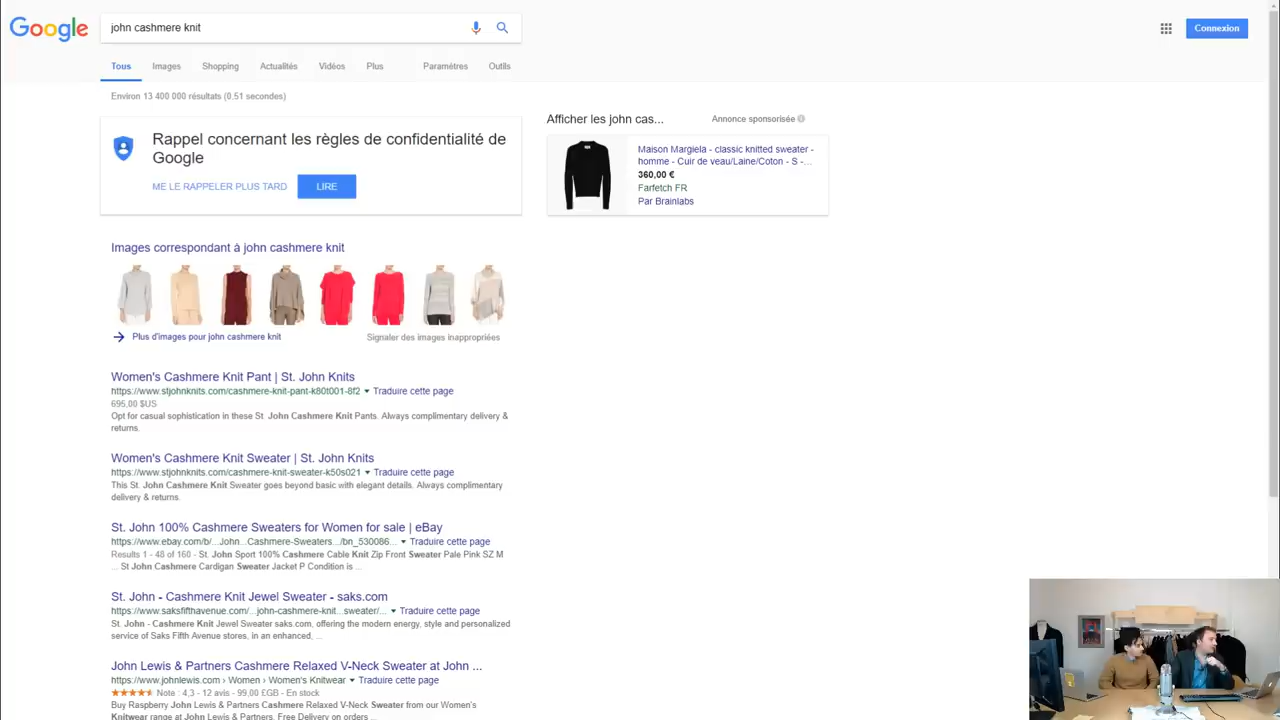 Google
john cashmere knit
Connexion
Tous Images Shopping Actualités Vidéos Plus Paramètres Outils
Environ 13 400 000 résultats (0,51 secondes)
Rappel concernant les règles de confidentialité de
Google
ME LE RAPPELER PLUS TARD LIRE
Afficher les john cas... Annonce sponsorisée
Maison Margiela - classic knitted sweater -
homme - Cuir de veau/Laine/Coton - S -...
360,00 €
Farfetch FR
Par Brainlabs
Images correspondant à john cashmere knit
Plus d'images pour john cashmere knit Signaler des images inappropriées
Women's Cashmere Knit Pant | St. John Knits
https://www.stjohnknits.com/cashmere-knit-pant-k80t001-8f2 Traduire cette page
695,00 $US
Opt for casual sophistication in these St. John Cashmere Knit Pants. Always complimentary delivery &
returns.
Women's Cashmere Knit Sweater | St. John Knits
https://www.stjohnknits.com/cashmere-knit-sweater-k50s021 Traduire cette page
This St. John Cashmere Knit Sweater goes beyond basic with elegant details. Always complimentary
delivery & returns.
St. John 100% Cashmere Sweaters for Women for sale | eBay
https://www.ebay.com/b/...John...Cashmere-Sweaters.../bn_530086... Traduire cette page
Results 1 - 48 of 160 - St. John Sport 100% Cashmere Cable Knit Zip Front Sweater Pale Pink SZ M
... St John Cashmere Cardigan Sweater Jacket P Condition is ...
St. John - Cashmere Knit Jewel Sweater - saks.com
https://www.saksfifthavenue.com/...john-cashmere-knit...sweater/... Traduire cette page
St. John - Cashmere Knit Jewel Sweater saks com, offering the modern energy, style and personalized
service of Saks Fifth Avenue stores, in an enhanced, ...
John Lewis & Partners Cashmere Relaxed V-Neck Sweater at John ...
https://www.johnlewis.com › Women › Women's Knitwear Traduire cette page
Note : 4,3 - 12 avis - 99,00 £GB - En stock
Buy Raspberry John Lewis & Partners Cashmere Relaxed V-Neck Sweater from our Women's
Knitwear range at John Lewis & Partners. Free Delivery on orders ...